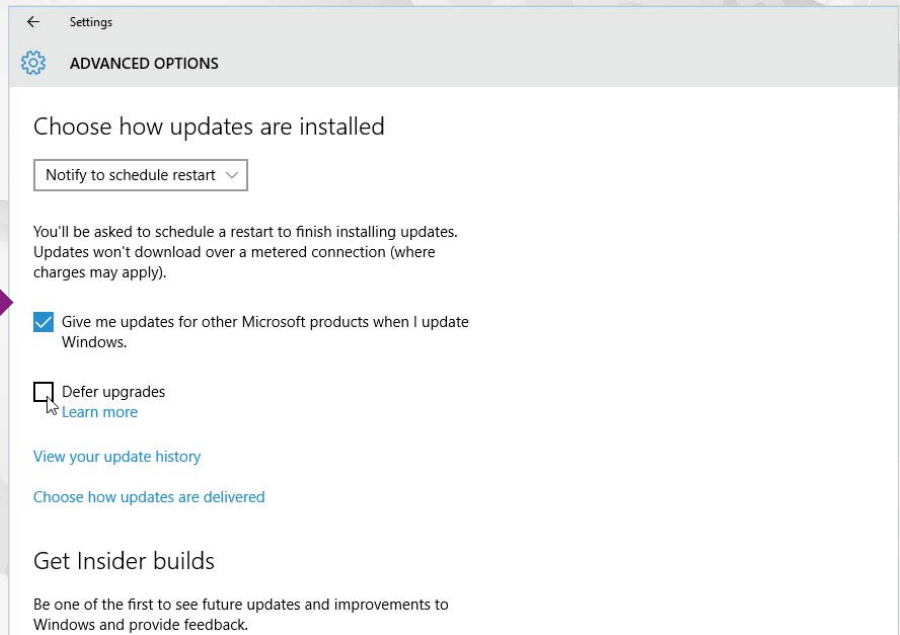 Settings
ADVANCED OPTIONS
Choose how updates are installed
Notify to schedule restart
You'll be asked to schedule a restart to finish installing updates.
Updates won't download over a metered connection (where
charges may apply).
Give me updates for other Microsoft products when I update
Windows.
Defer upgrades
Learn more
View your update history
Choose how updates are delivered
Get Insider builds
Be one of the first to see future updates and improvements to
Windows and provide feedback.